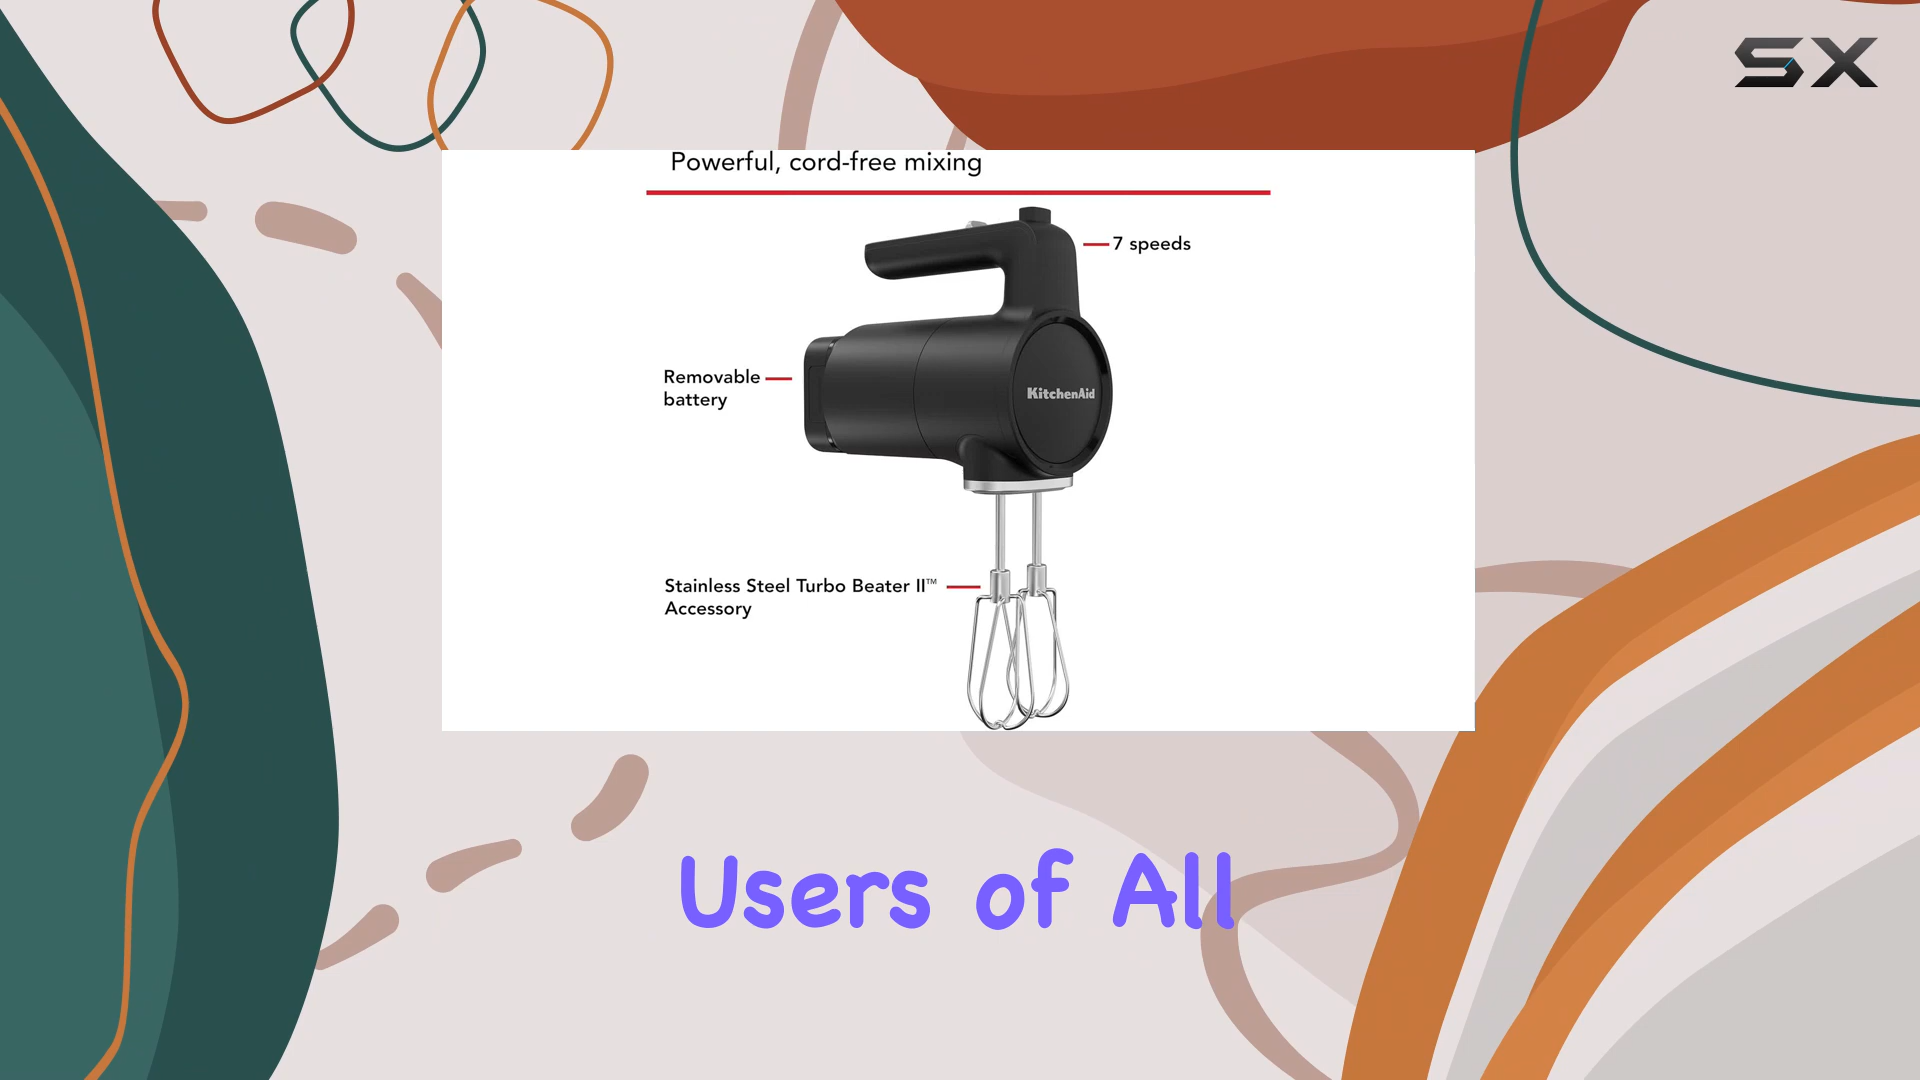 SX
Powerful, cord-free mixing
7 speeds
Removable
battery
KitchenAid
Stainless Steel Turbo Beater II™
Accessory
Users of All